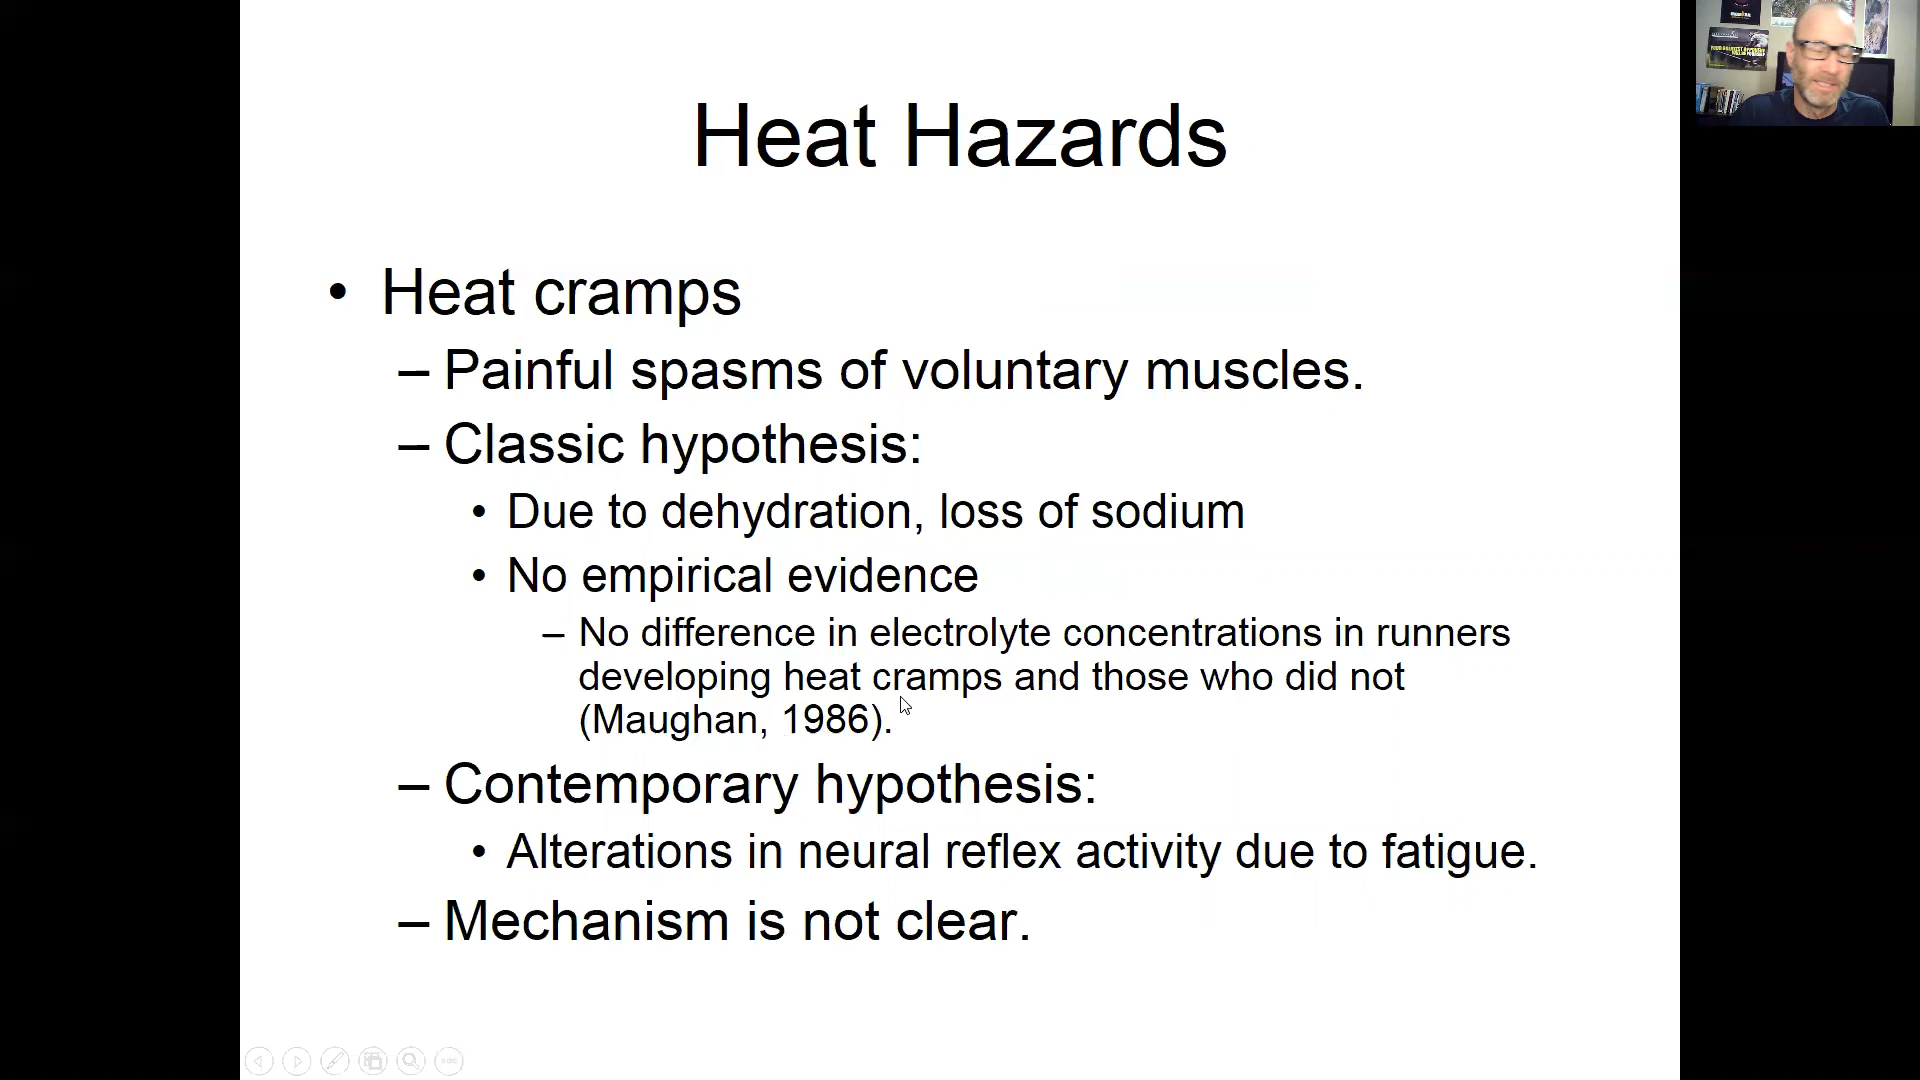 Heat Hazards
• Heat cramps
– Painful spasms of voluntary muscles.
– Classic hypothesis:
• Due to dehydration, loss of sodium
• No empirical evidence
– No difference in electrolyte concentrations in runners
developing heat cramps and those who did not
(Maughan, 1986).
– Contemporary hypothesis:
• Alterations in neural reflex activity due to fatigue.
– Mechanism is not clear.